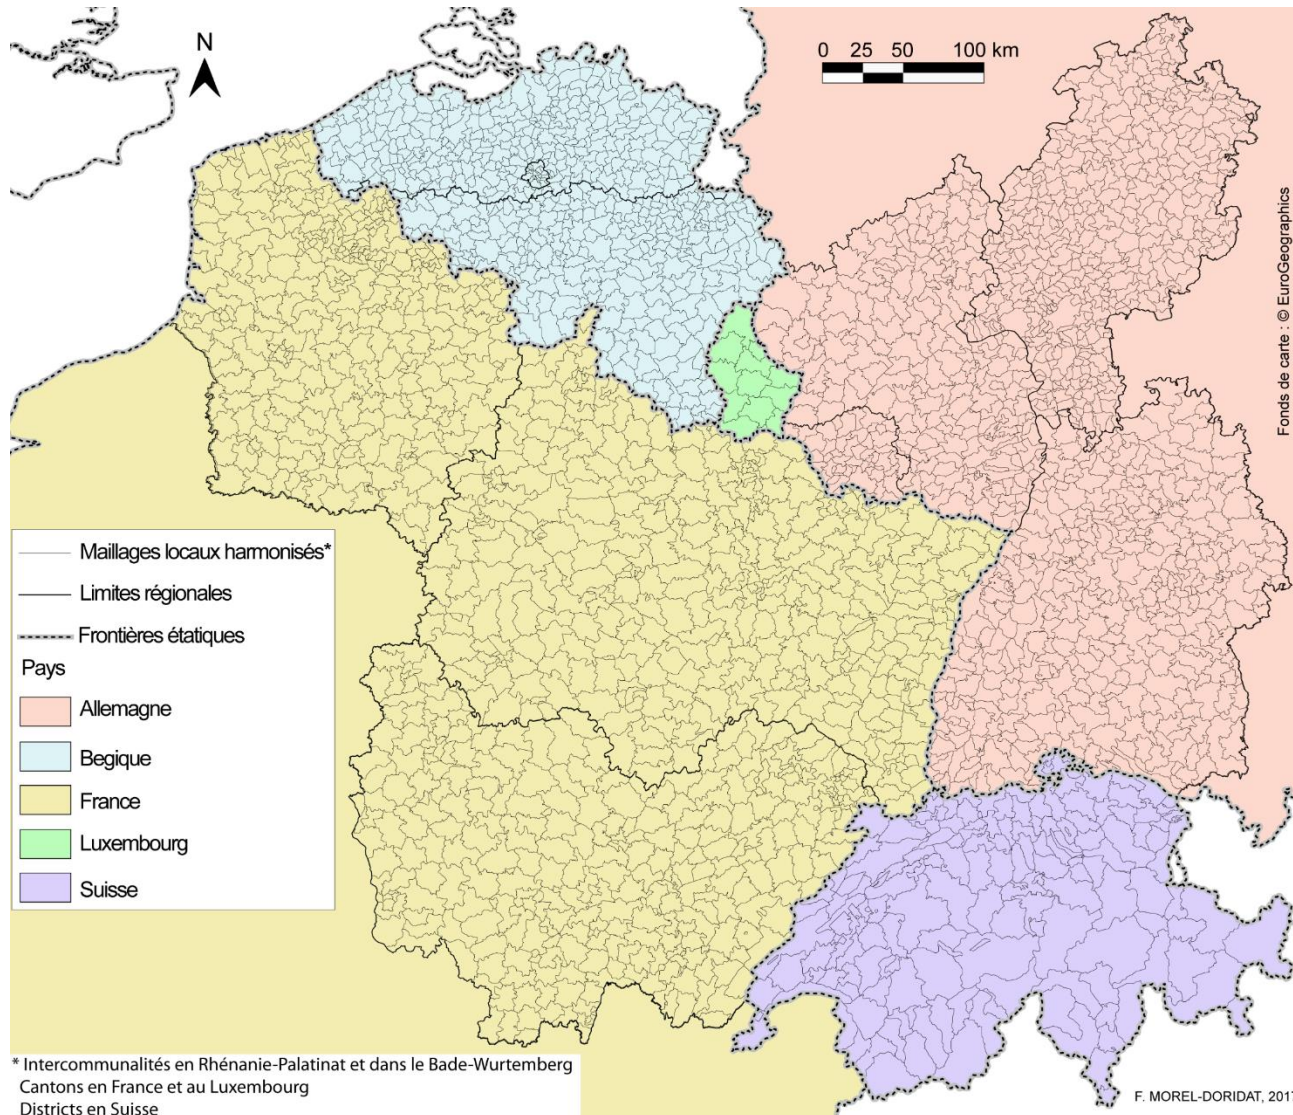 N
0 25 50 100 km
Fonds de carte : © EuroGeographics
Maillages locaux harmonisés*
Limites régionales
Frontières étatiques
Pays
Allemagne
Begique
France
Luxembourg
Suisse
* Intercommunalités en Rhénanie-Palatinat et dans le Bade-Wurtemberg
Cantons en France et au Luxembourg
Districts en Suisse
F. MOREL-DORIDAT, 2017